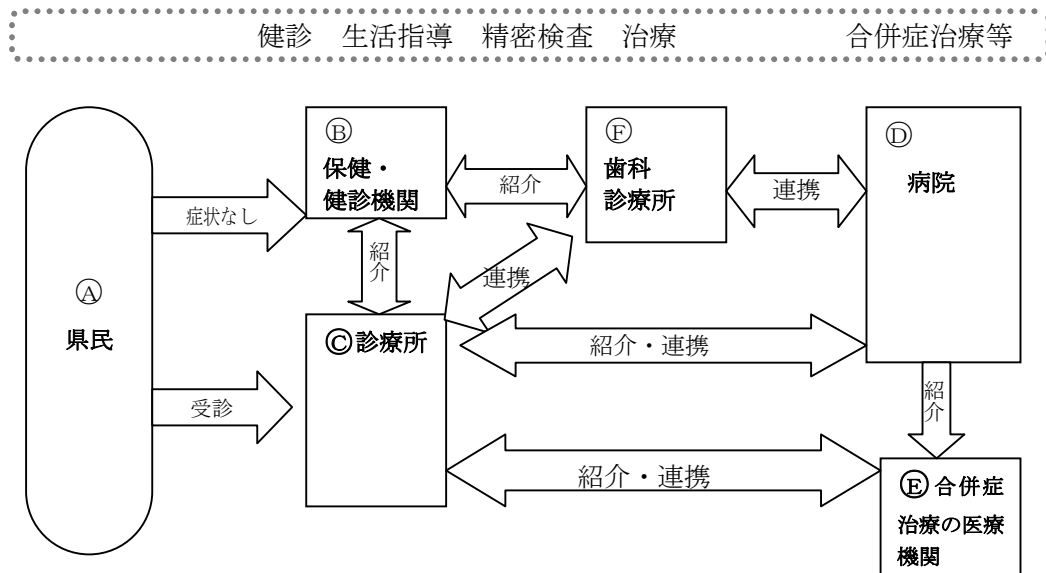 健診 生活指導 精密検査 治療 合併症治療等
Ⓑ
保健・
健診機関
Ⓕ
歯科
診療所
Ⓓ
病院
紹介
連携
症状なし
紹介
連携
Ⓐ
県民
Ⓒ診療所
紹介・連携
受診
紹介
紹介・連携
Ⓔ合併症
治療の医療
機関